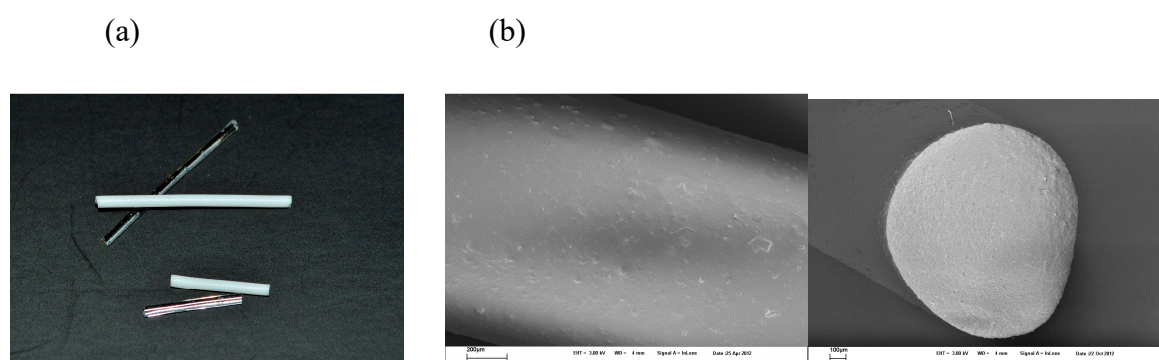 (a)
(b)
200µm
EHT = 3.00 kV WD = 4 mm Signal A = InLens Date :25 Apr 2012
100µm
EHT = 3.00 kV WD = 4 mm Signal A = InLens Date :22 Oct 2012